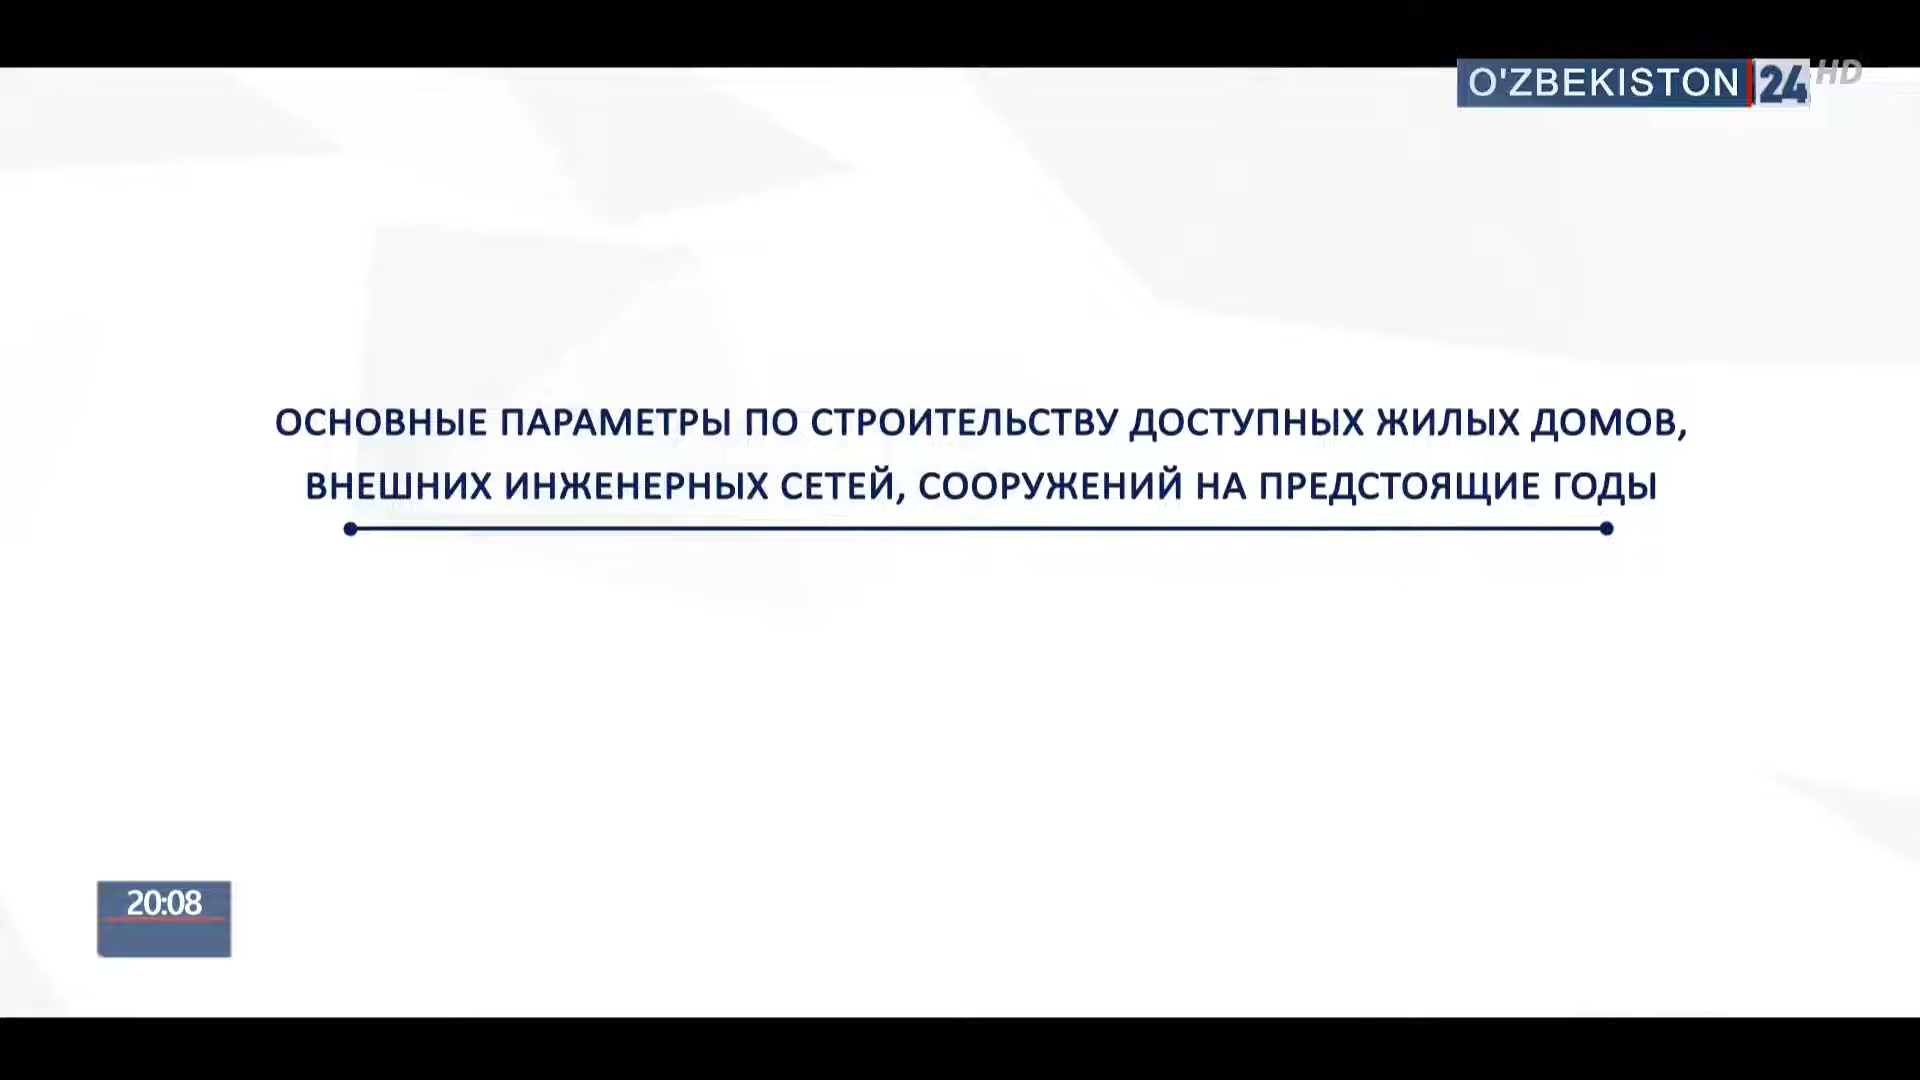 O'ZBEKISTON 24 HD
ОСНОВНЫЕ ПАРАМЕТРЫ ПО СТРОИТЕЛЬСТВУ ДОСТУПНЫХ ЖИЛЫХ ДОМОВ,
ВНЕШНИХ ИНЖЕНЕРНЫХ СЕТЕЙ, СООРУЖЕНИЙ НА ПРЕДСТОЯЩИЕ ГОДЫ
20:08